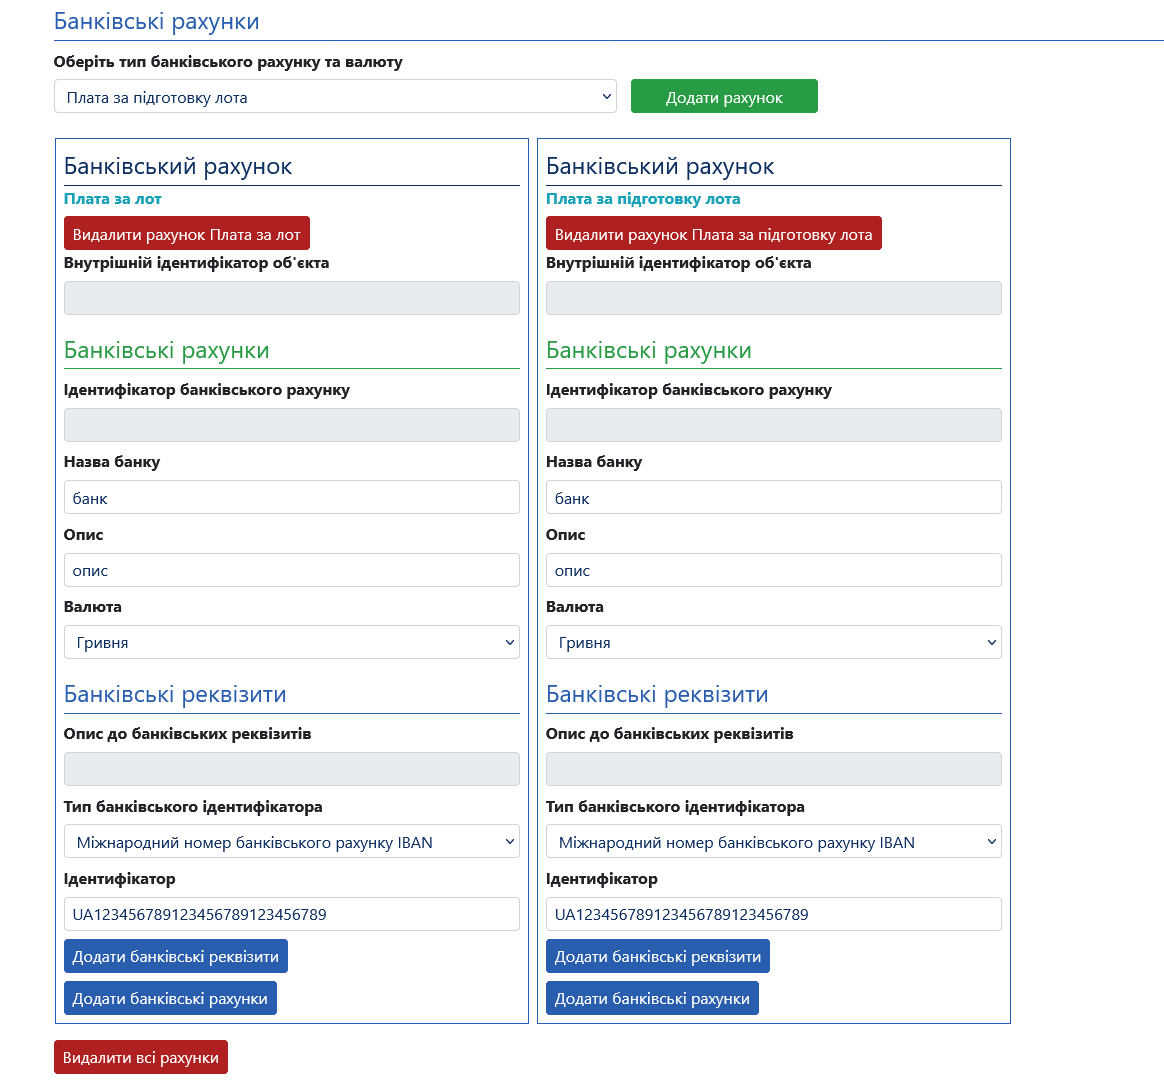 Банківські рахунки
Оберіть тип банківського рахунку та валюту
Плата за підготовку лота
Додати рахунок
Банківський рахунок
Плата за лот
Видалити рахунок Плата за лот
Внутрішній ідентифікатор об'єкта
Банківські рахунки
Ідентифікатор банківського рахунку
Назва банку
банк
Опис
опис
Валюта
Гривня
Банківські реквізити
Опис до банківських реквізитів
Тип банківського ідентифікатора
Міжнародний номер банківського рахунку IBAN
Ідентифікатор
UA123456789123456789123456789
Додати банківські реквізити
Додати банківські рахунки
Банківський рахунок
Плата за підготовку лота
Видалити рахунок Плата за підготовку лота
Внутрішній ідентифікатор об'єкта
Банківські рахунки
Ідентифікатор банківського рахунку
Назва банку
банк
Опис
опис
Валюта
Гривня
Банківські реквізити
Опис до банківських реквізитів
Тип банківського ідентифікатора
Міжнародний номер банківського рахунку IBAN
Ідентифікатор
UA123456789123456789123456789
Додати банківські реквізити
Додати банківські рахунки
Видалити всі рахунки